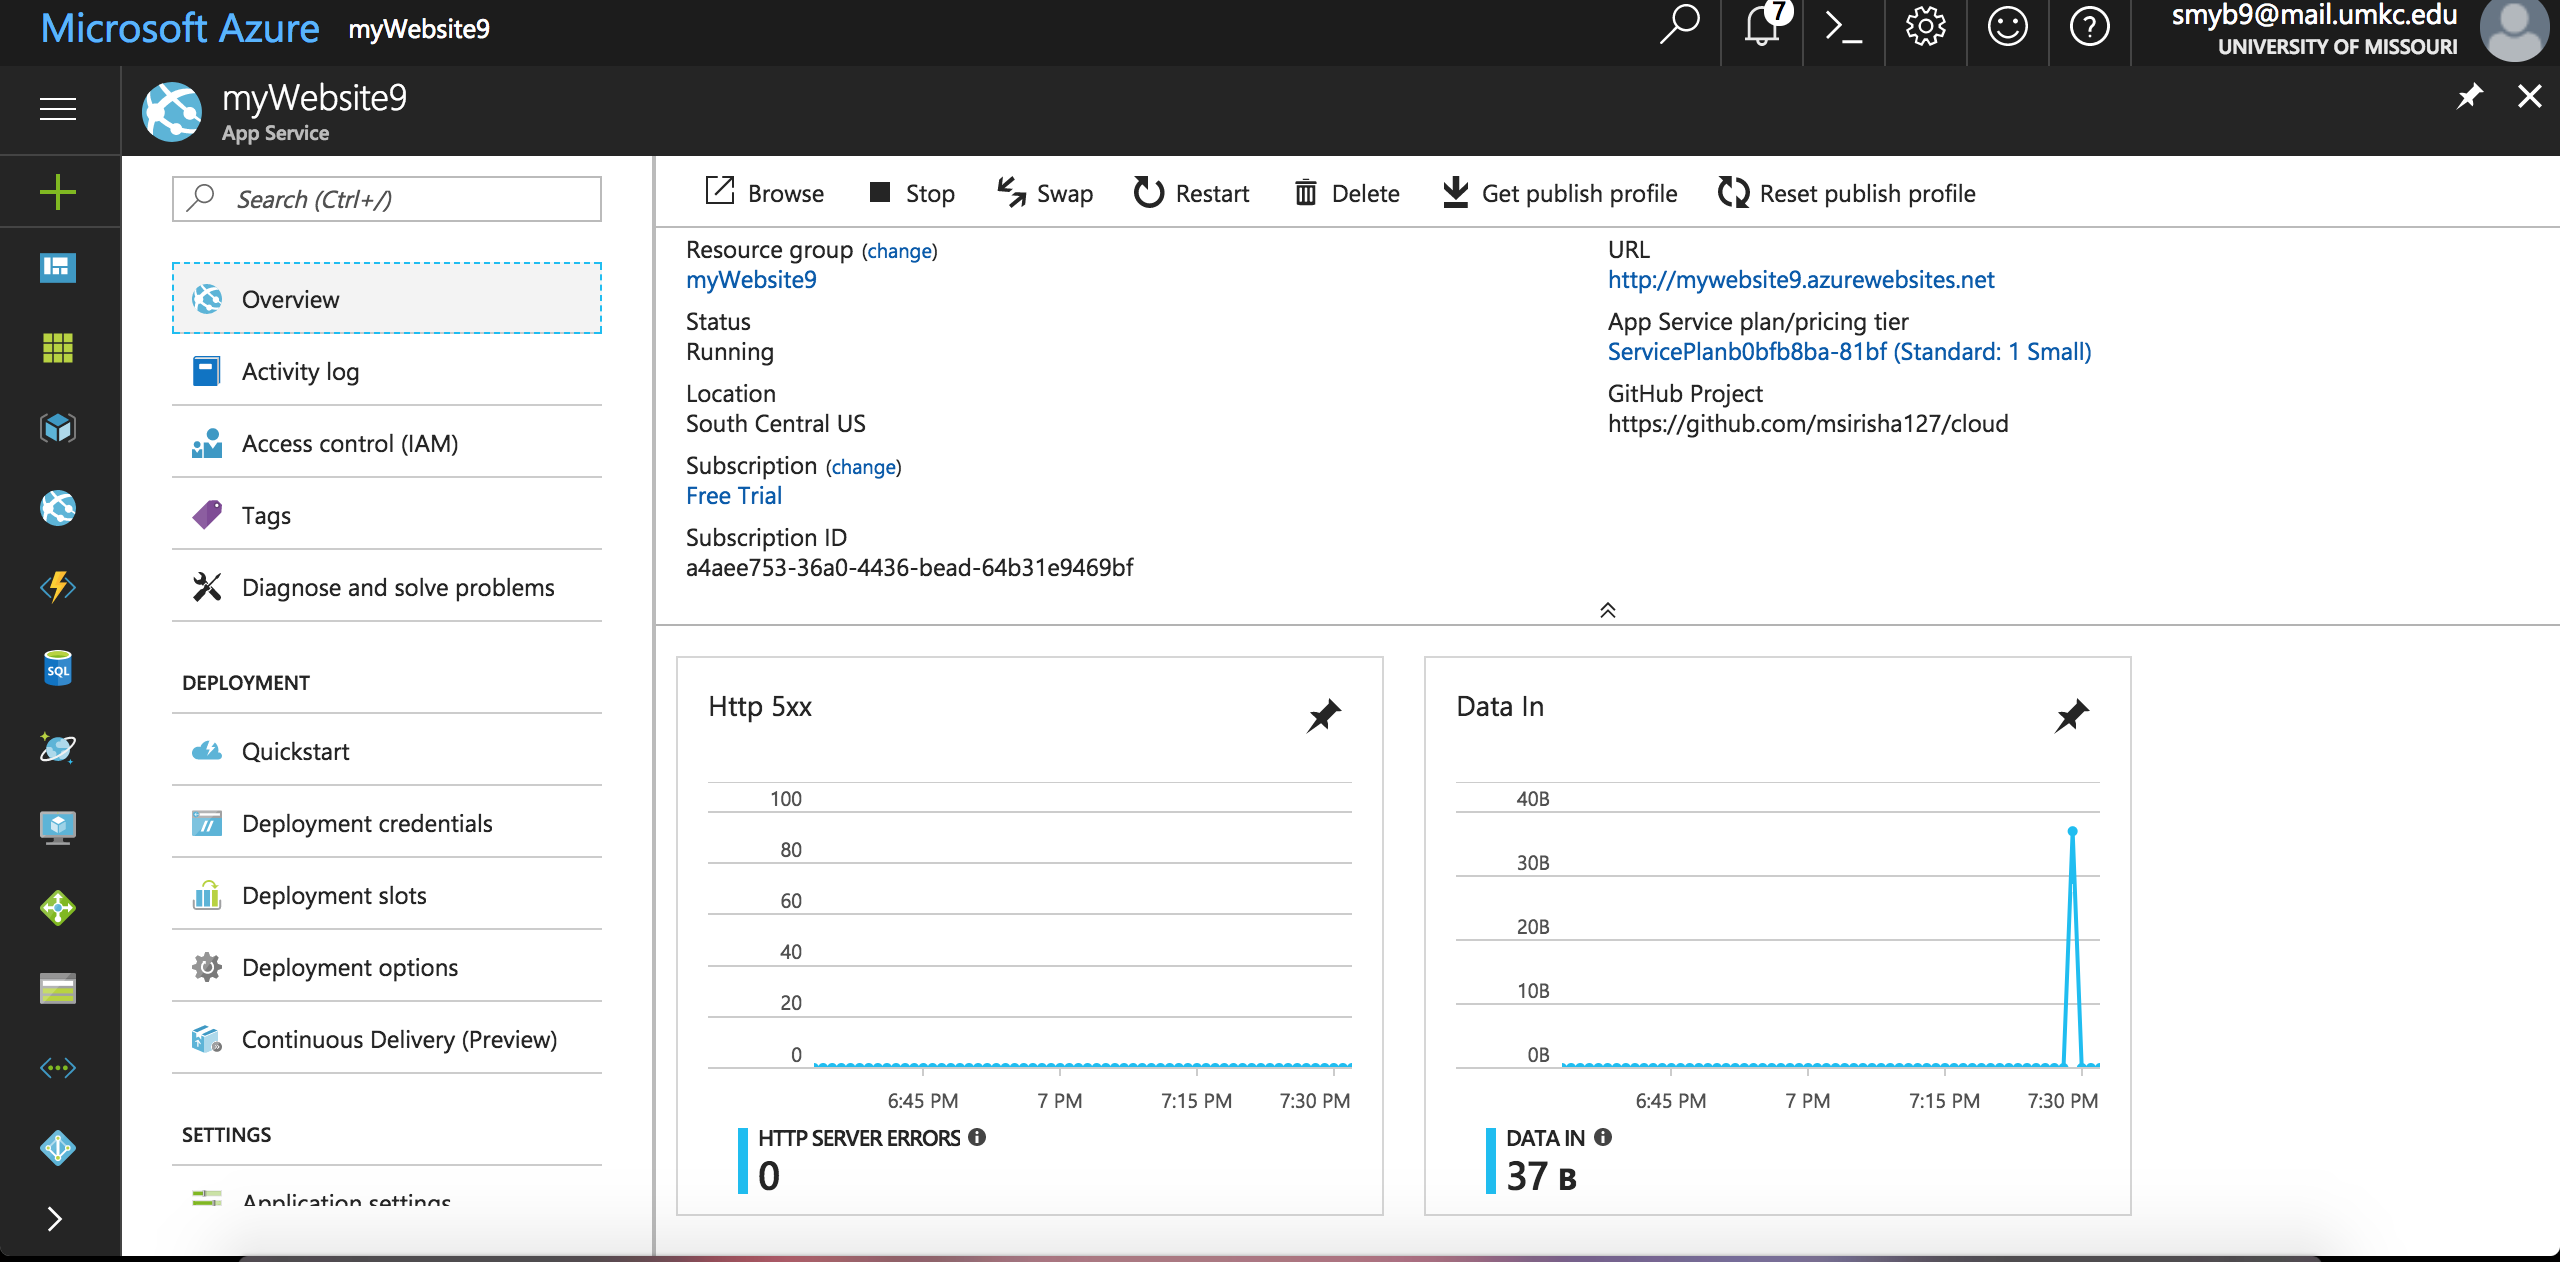 Microsoft Azure myWebsite9
7
smyb9@mail.umkc.edu
UNIVERSITY OF MISSOURI
myWebsite9
App Service
Search (Ctrl+/)
Overview
Activity log
Access control (IAM)
Tags
Diagnose and solve problems
DEPLOYMENT
Quickstart
Deployment credentials
Deployment slots
Deployment options
Continuous Delivery (Preview)
SETTINGS
Application settings
SQL
Browse Stop Swap Restart Delete Get publish profile Reset publish profile
Resource group (change)
myWebsite9
Status
Running
Location
South Central US
Subscription (change)
Free Trial
Subscription ID
a4aee753-36a0-4436-bead-64b31e9469bf
URL
http://mywebsite9.azurewebsites.net
App Service plan/pricing tier
ServicePlanb0bfb8ba-81bf (Standard: 1 Small)
GitHub Project
https://github.com/msirisha127/cloud
Http 5xx
100
80
60
40
20
0
6:45 PM 7 PM 7:15 PM 7:30 PM
HTTP SERVER ERRORS
0
Data In
40B
30B
20B
10B
0B
6:45 PM 7 PM 7:15 PM 7:30 PM
DATA IN
37 B